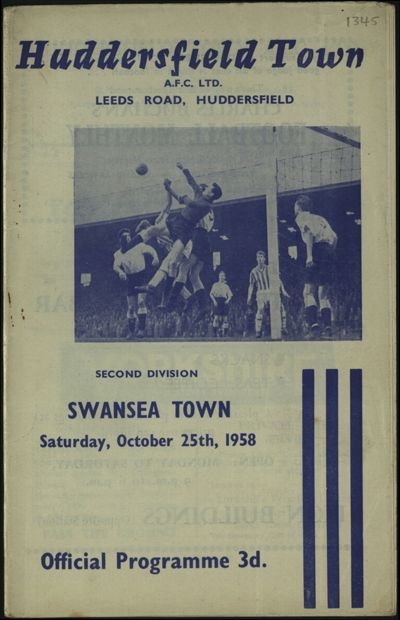 1345
Huddersfield Town
A.F.C. LTD.
LEEDS ROAD, HUDDERSFIELD
SECOND DIVISION
SWANSEA TOWN
Saturday, October 25th, 1958
Official Programme 3d.